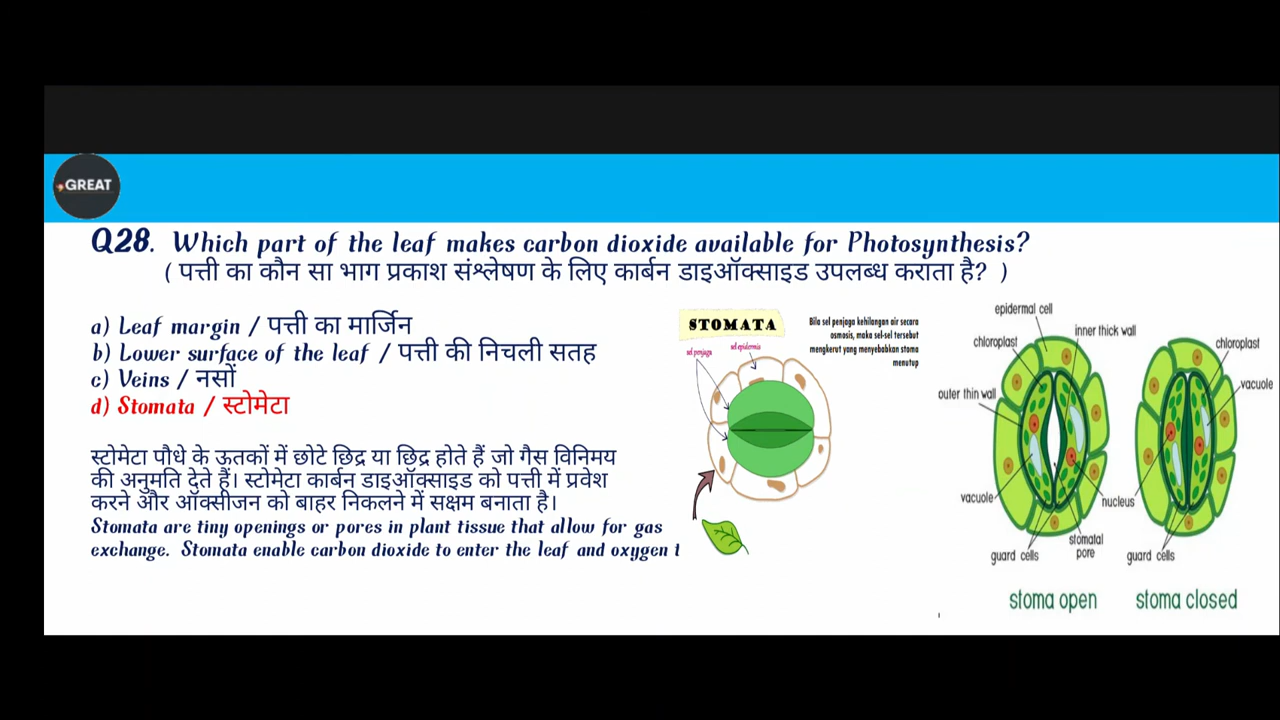 GREAT
Q28. Which part of the leaf makes carbon dioxide available for Photosynthesis?
( पत्ती का कौन सा भाग प्रकाश संश्लेषण के लिए कार्बन डाइऑक्साइड उपलब्ध कराता है? )
a) Leaf margin / पत्ती का मार्जिन
b) Lower surface of the leaf / पत्ती की निचली सतह
c) Veins / नसों
d) Stomata / स्टोमेटा
स्टोमेटा पौधे के ऊतकों में छोटे छिद्र या छिद्र होते हैं जो गैस विनिमय
की अनुमति देते हैं। स्टोमेटा कार्बन डाइऑक्साइड को पत्ती में प्रवेश
करने और ऑक्सीजन को बाहर निकलने में सक्षम बनाता है।
Stomata are tiny openings or pores in plant tissue that allow for gas
exchange. Stomata enable carbon dioxide to enter the leaf and oxygen t
STOMATA
sel penjaga
sel epidermis
Bila sel penjaga kehilangan air secara
osmosis, maka sel-sel tersebut
mengkerut yang menyebabkan stoma
menutup
epidermal cell
inner thick wall
chloroplast
outer thin wall
vacuole
nucleus
guard cells
stomatal
pore
stoma open
chloroplast
vacuole
guard cells
stoma closed